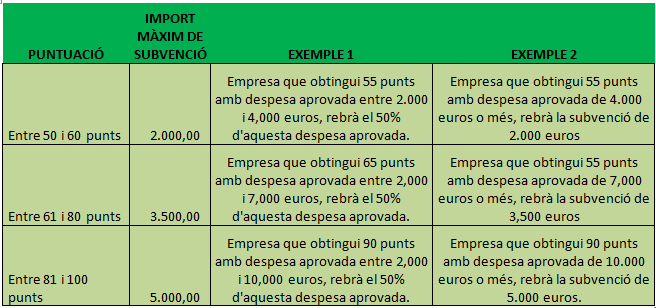 PUNTUACIÓ
IMPORT
MÀXIM DE
SUBVENCIÓ
EXEMPLE 1
EXEMPLE 2
Entre 50 i 60 punts
2.000,00
Empresa que obtingui 55 punts
amb despesa aprovada entre 2.000
i 4,000 euros, rebrà el 50%
d'aquesta despesa aprovada.
Empresa que obtingui 55 punts
amb despesa aprovada de 4.000
euros o més, rebrà la subvenció de
2.000 euros
Entre 61 i 80 punts
3.500,00
Empresa que obtingui 65 punts
amb despesa aprovada entre 2,000
i 7,000 euros, rebrà el 50%
d'aquesta despesa aprovada.
Empresa que obtingui 55 punts
amb despesa aprovada de 7,000
euros o més, rebrà la subvenció de
3,500 euros
Entre 81 i 100
punts
5.000,00
Empresa que obtingui 90 punts
amb despesa aprovada entre 2,000
i 10,000 euros, rebrà el 50%
d'aquesta despesa aprovada.
Empresa que obtingui 90 punts
amb despesa aprovada de 10.000
euros o més, rebrà la subvenció de
5.000 euros.